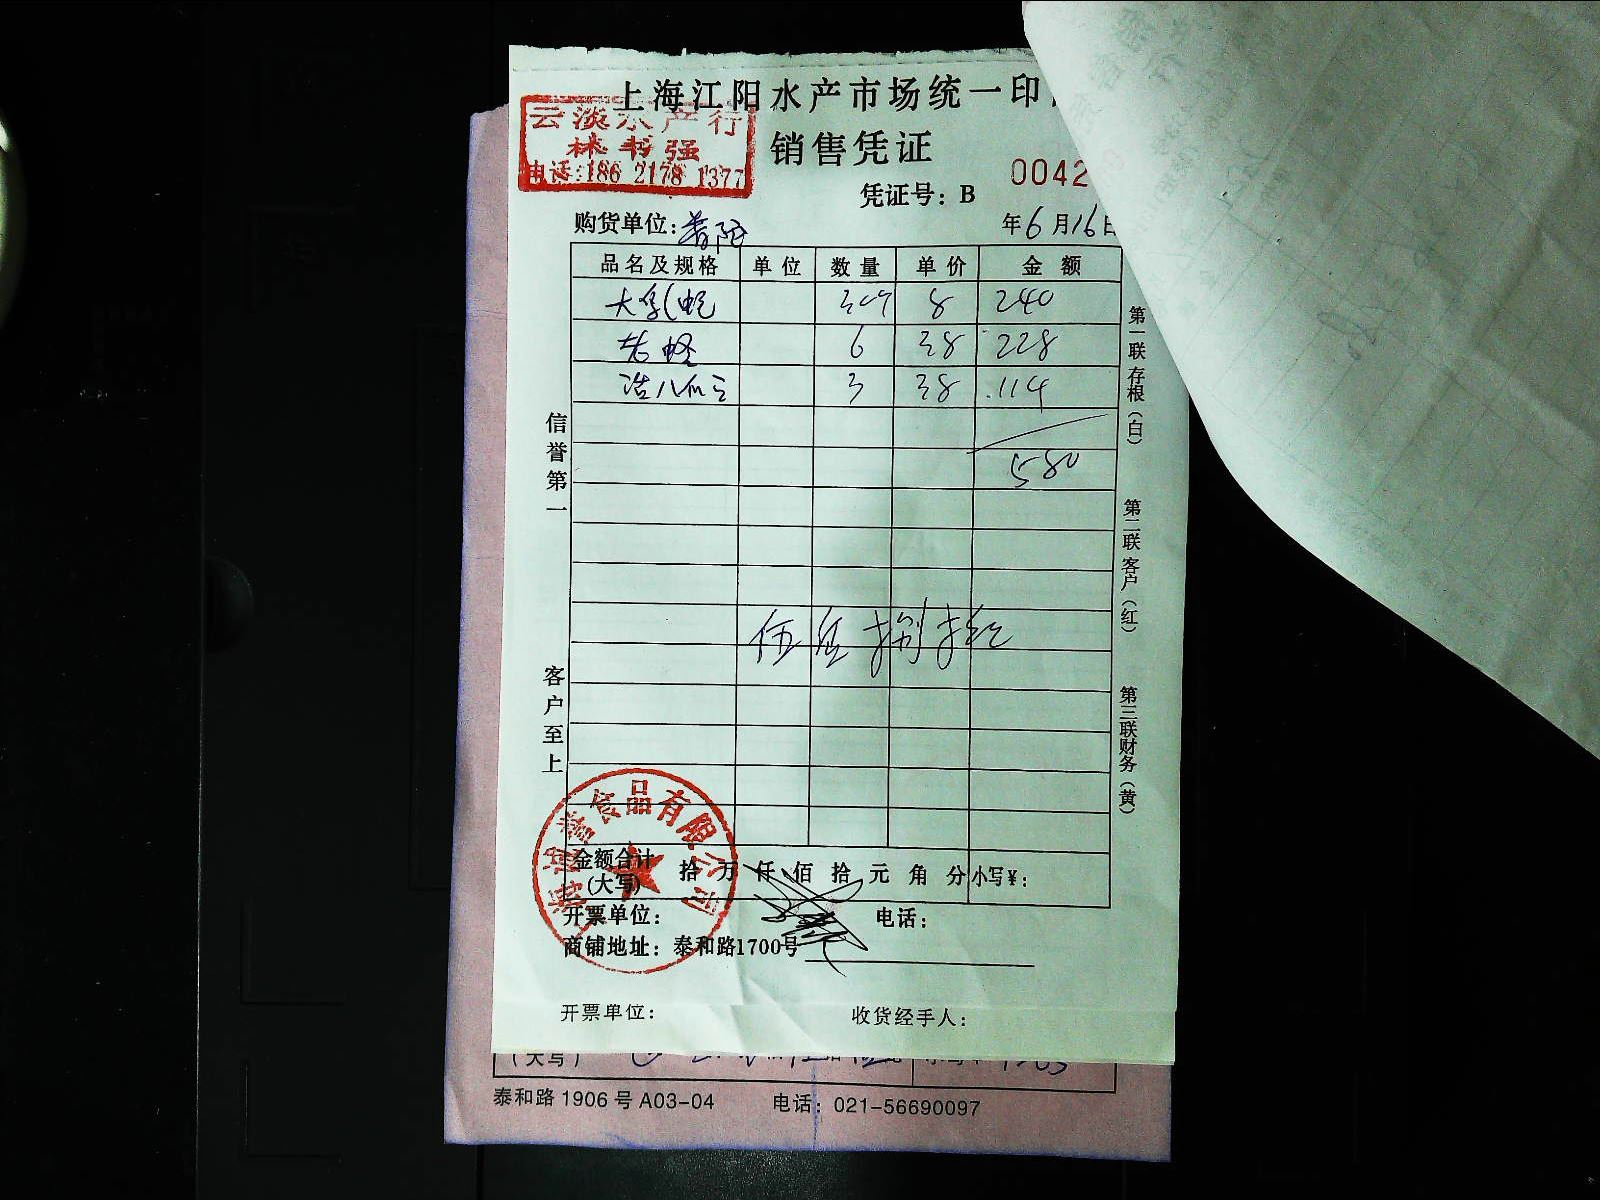 上海江阳水产市场统一印
云淡水产行
林书强
电话:186 2178 1377
销售凭证
0042
凭证号：B
购货单位：普陀
年6月16日
品名及规格 单位 数量 单价 金额
8 240
老蛏 6 38 228
活八爪 3 38 114
580
伍佰捌拾
信誉第一
客户至上
第一联存根（白）
第二联客户（红）
第三联财务（黄）
食品有限公司
金额合计（大写） 拾万仟佰拾元角分 小写¥：
开票单位： 电话：
商铺地址：泰和路1700号
开票单位： 收货经手人：
（大写）
泰和路1906号A03-04 电话：021-56690097